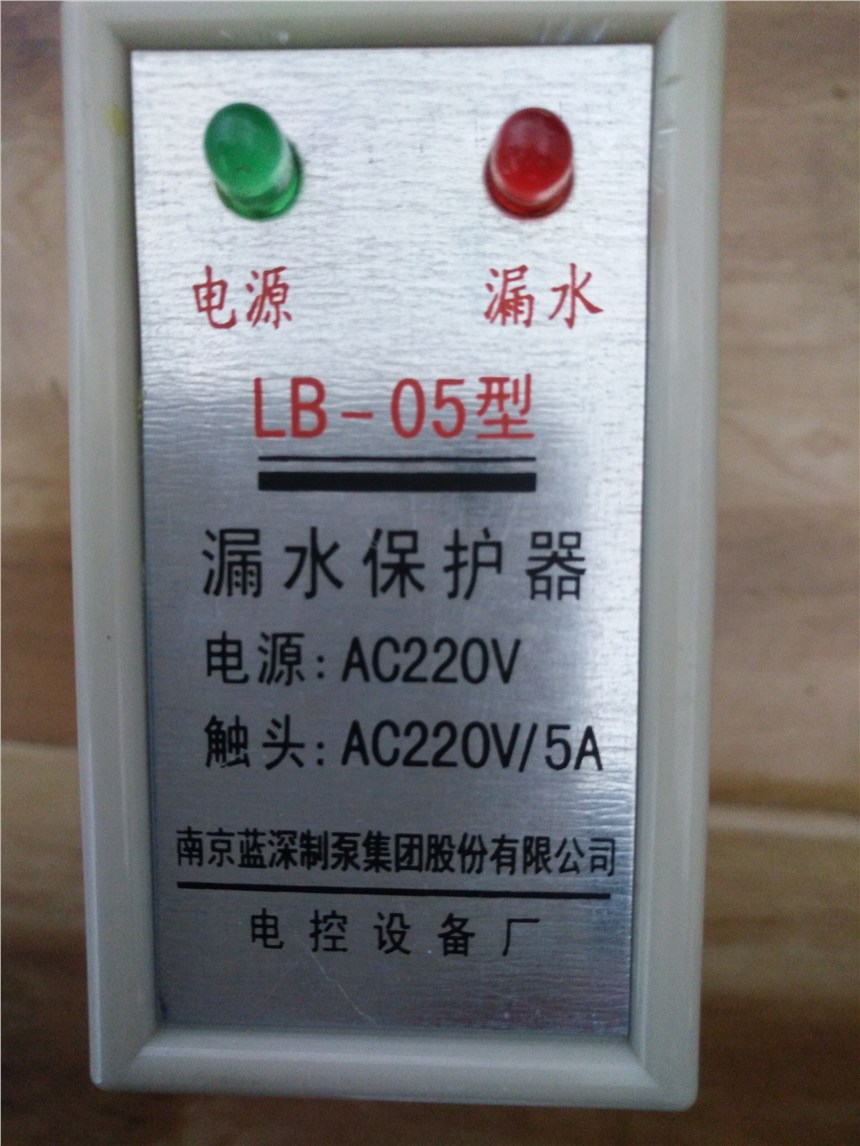 电源 漏水
LB-05型
漏水保护器
电源:AC220V
触头:AC220V/5A
南京蓝深制泵集团股份有限公司
电控设备厂